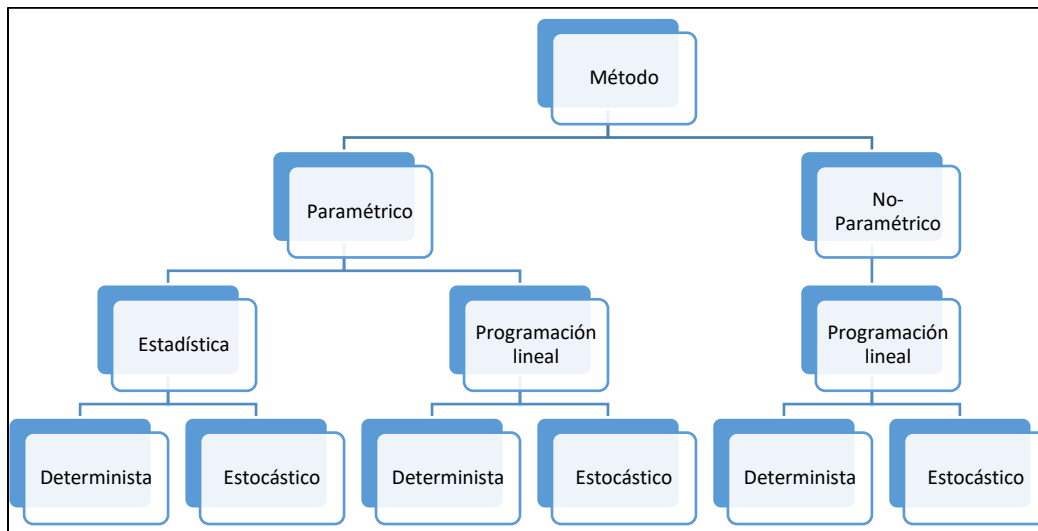 Método
Paramétrico
No-
Paramétrico
Estadística
Programación
lineal
Programación
lineal
Determinista
Estocástico
Determinista
Estocástico
Determinista
Estocástico